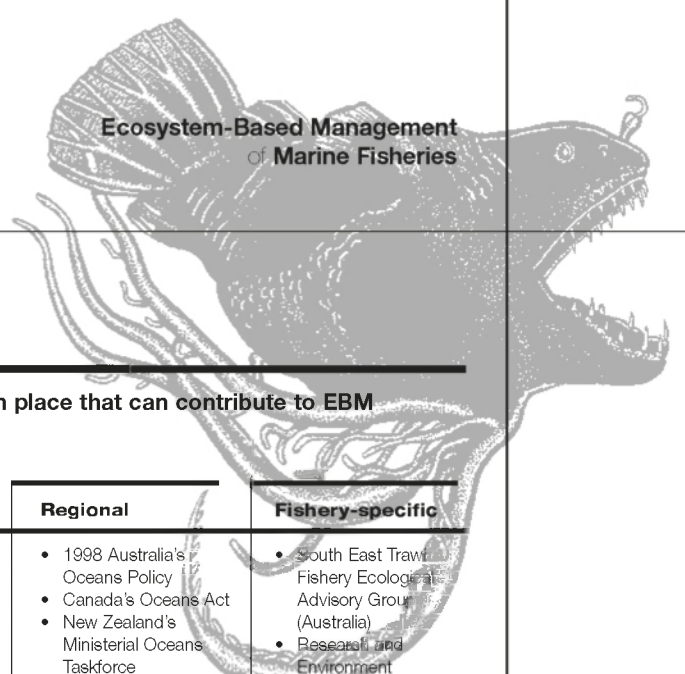 Ecosystem-Based Management
of Marine Fisheries
n place that can contribute to EBM
Regional
• 1998 Australia's
Oceans Policy
• Canada's Oceans Act
• New Zealand's
Ministerial Oceans
Taskforce
Fishery-specific
• South East Trawl
Fishery Ecological
Advisory Group
(Australia)
• Research and
Environment